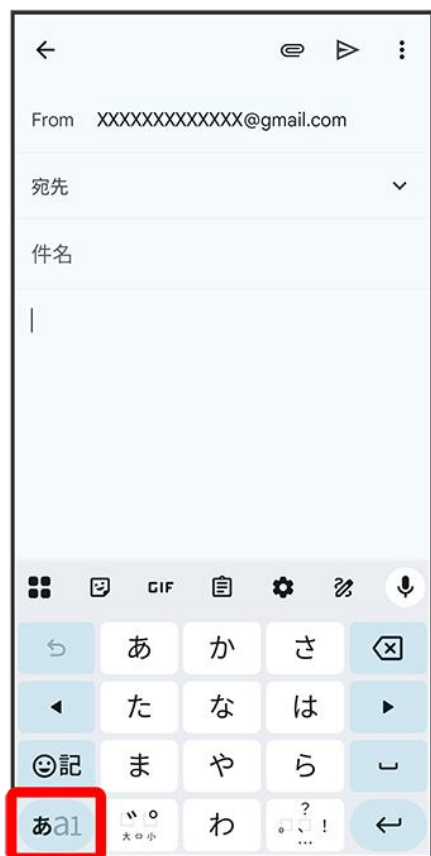 From XXXXXXXXXXXXX@gmail.com
宛先
件名
GIF
あ か さ
た な は
☺記 ま や ら
あa1 ゛゜ 大⇔小 わ 。、?!…